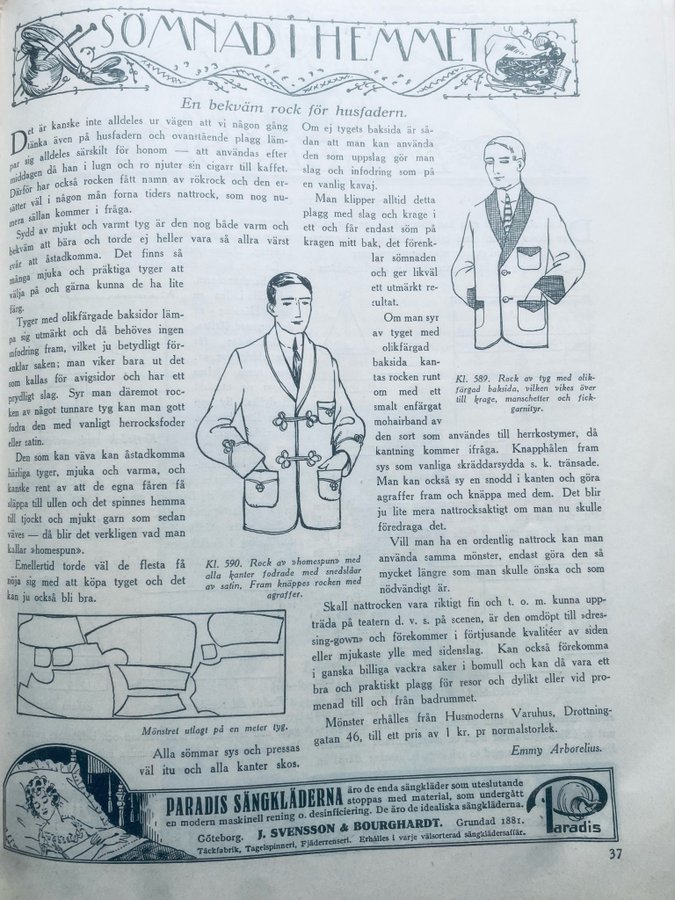 SÖMNAD I HEMMET
En bekväm rock för husfadern.
Det är kanske inte alldeles ur vägen att vi någon gång
tänka även på husfadern och ovanstående plagg läm-
par sig alldeles särskilt för honom — att användas efter
middagen då han i lugn och ro njuter sin cigarr till kaffet.
Därför har också rocken fått namn av rökrock och den er-
sätter väl i någon mån forna tiders nattrock, som nog nu-
mera sällan kommer i fråga.
Sydd av mjukt och varmt tyg är den nog både varm och
bekväm att bära och torde ej heller vara så allra värst
svår att åstadkomma. Det finns så
många mjuka och präktiga tyger att
välja på och gärna kunna de ha lite
färg.
Tyger med olikfärgade baksidor läm-
pa sig utmärkt och då behöves ingen
infodring fram, vilket ju betydligt för-
enklar saken; man viker bara ut det
som kallas för avigsidor och har ett
prydligt slag. Syr man däremot roc-
ken av något tunnare tyg kan man gott
fodra den med vanligt herrocksfoder
eller satin.
Den som kan väva kan åstadkomma
härliga tyger, mjuka och varma, och
kanske rent av att de egna fåren få
släppa till ullen och det spinnes hemma
till tjockt och mjukt garn som sedan
väves — då blir det verkligen vad man
kallar »homespun».
Emellertid torde väl de flesta få
nöja sig med att köpa tyget och det
kan ju också bli bra.
Mönstret utlagt på en meter tyg.
Alla sömmar sys och pressas
väl itu och alla kanter skos.
Kl. 590. Rock av »homespun» med
alla kanter fodrade med snedslåar
av satin. Fram knäppes rocken med
agraffer.
Om ej tygets baksida är så-
dan att man kan använda
den som uppslag gör man
slag och infodring som på
en vanlig kavaj.
Man klipper alltid detta
plagg med slag och krage i
ett och får endast söm på
kragen mitt bak, det förenk-
lar sömnaden
och ger likväl
ett utmärkt re-
sultat.
Om man syr
av tyget med
olikfärgad
baksida kan-
tas rocken runt
om med ett
smalt enfärgat
mohairband av
den sort som användes till herrkostymer, då
kantning kommer ifråga. Knapphålen fram
sys som vanliga skräddarsydda s. k. tränsade.
Man kan också sy en snodd i kanten och göra
agraffer fram och knäppa med dem. Det blir
ju lite mera nattrocksaktigt om man nu skulle
föredraga det.
Vill man ha en ordentlig nattrock kan man
använda samma mönster, endast göra den så
mycket längre som man skulle önska och som
nödvändigt är.
Skall nattrocken vara riktigt fin och t. o. m. kunna upp-
träda på teatern d. v. s. på scenen, är den omdöpt till »dres-
sing-gown» och förekommer i förtjusande kvalitéer av siden
eller mjukaste ylle med sidenslag. Kan också förekomma
i ganska billiga vackra saker i bomull och kan då vara ett
bra och praktiskt plagg för resor och dylikt eller vid pro-
menad till och från badrummet.
Mönster erhålles från Husmoderns Varuhus, Drottning-
gatan 46, till ett pris av 1 kr. pr normalstorlek.
Emmy Arborelius.
Kl. 589. Rock av tyg med olik-
färgad baksida, vilken vikes över
till krage, manschetter och fick-
garnityr.
PARADIS SÄNGKLÄDERNA äro de enda sängkläder som uteslutande
stoppas med material, som undergått
en modern maskinell rening o. desinficiering. De äro de idealiska sängkläderna.
Göteborg. J. SVENSSON & BOURGHARDT. Grundad 1881.
Täckfabrik, Tagelspinneri, Fjäderrenseri. Erhålles i varje välsorterad sängklädsaffär.
Paradis
37